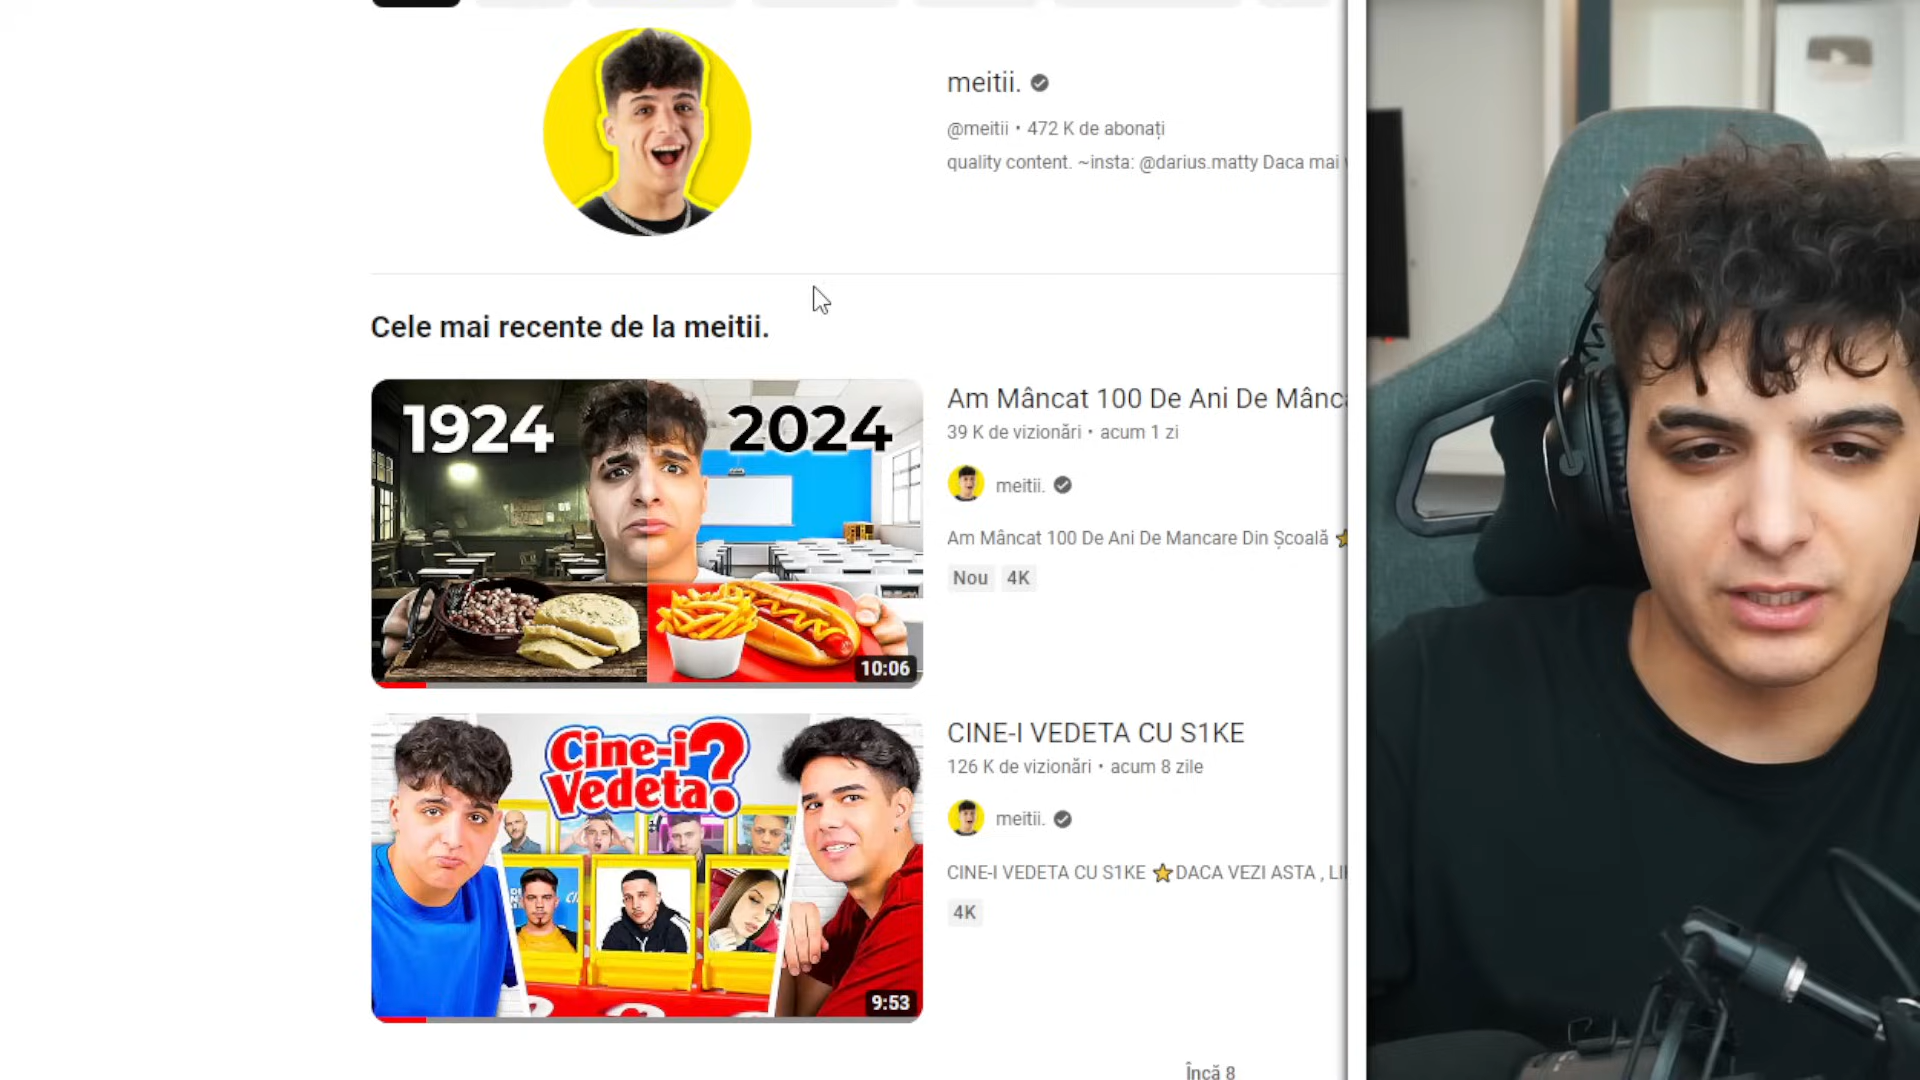 meitii.
@meitii • 472 K de abonați
quality content. ~insta: @darius.matty Daca mai
Cele mai recente de la meitii.
1924
2024
10:06
Am Mâncat 100 De Ani De Mânc
39 K de vizionări • acum 1 zi
meitii.
Am Mâncat 100 De Ani De Mancare Din Școală
Nou
4K
Cine-i
Vedeta?
9:53
CINE-I VEDETA CU S1KE
126 K de vizionări • acum 8 zile
meitii.
CINE-I VEDETA CU S1KE ⭐DACA VEZI ASTA , LI
4K
Încă 8